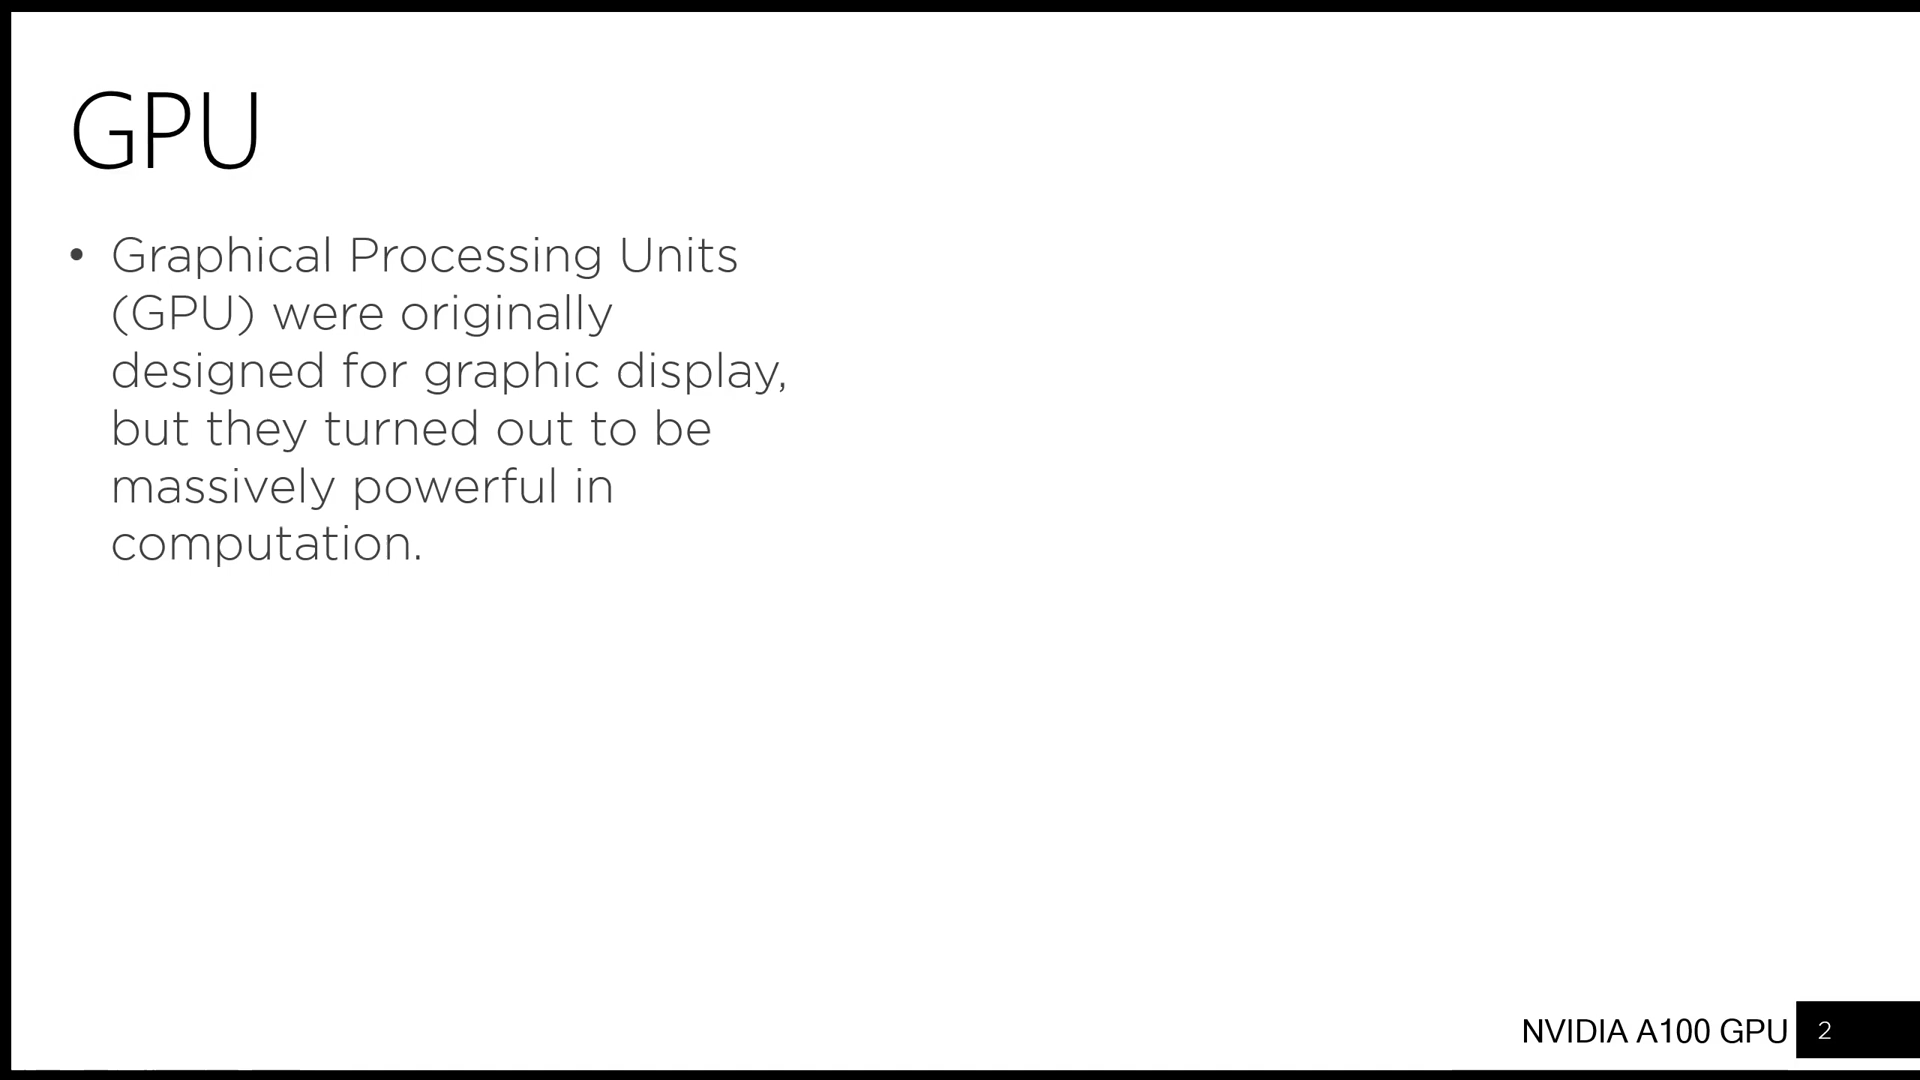 GPU
• Graphical Processing Units
(GPU) were originally
designed for graphic display,
but they turned out to be
massively powerful in
computation.
NVIDIA A100 GPU 2